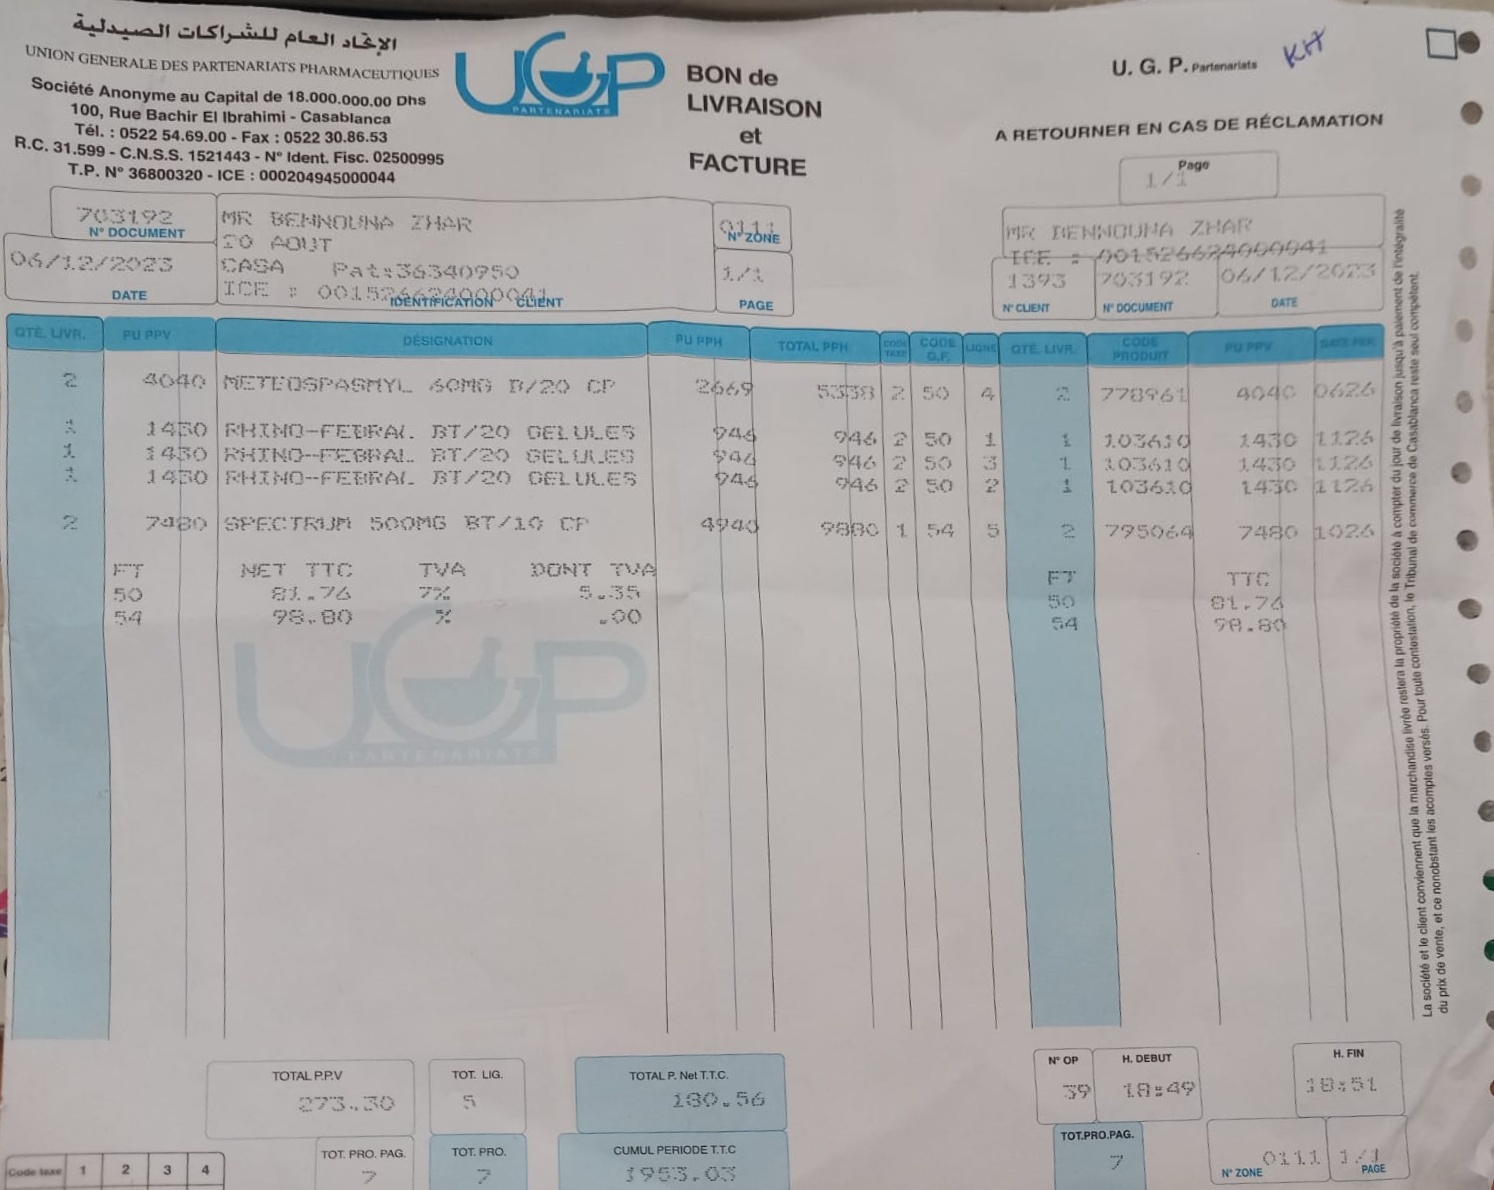 الإتحاد العام للشراكات الصيدلية
UNION GENERALE DES PARTENARIATS PHARMACEUTIQUES
Société Anonyme au Capital de 18.000.000.00 Dhs
100, Rue Bachir El Ibrahimi - Casablanca
Tél. : 0522 54.69.00 - Fax : 0522 30.86.53
R.C. 31.599 - C.N.S.S. 1521443 - N° Ident. Fisc. 02500995
T.P. N° 36800320 - ICE : 000204945000044
UGP
PARTENARIATS
BON de
LIVRAISON
et
FACTURE
U. G. P. Partenariats KH
A RETOURNER EN CAS DE RÉCLAMATION
Page
1/1
703192
N° DOCUMENT
06/12/2023
DATE
MR BENNOUNA ZHAR
20 AOUT
CASA Pat:36340950
ICE : 001526624000041
IDENTIFICATION CLIENT
0111
N° ZONE
1/1
PAGE
MR BENNOUNA ZHAR
ICE : 001526624000041
1393 703192 06/12/2023
N° CLIENT N° DOCUMENT DATE
QTÉ. LIVR. PU PPV DÉSIGNATION PU PPH TOTAL PPH CODE TAXE CODE G.F. LIGNE QTÉ. LIVR. CODE PRODUIT PU PPV DATE PER.
2 4040 METEOSPASMYL 60MG B/20 CP 2669 5338 2 50 4 2 778961 4040 0626
1 1430 RHINO-FEBRAL BT/20 GELULES 946 946 2 50 1 1 103610 1430 1126
1 1430 RHINO-FEBRAL BT/20 GELULES 946 946 2 50 3 1 103610 1430 1126
1 1430 RHINO-FEBRAL BT/20 GELULES 946 946 2 50 2 1 103610 1430 1126
2 7480 SPECTRUM 500MG BT/10 CP 4940 9880 1 54 5 2 795064 7480 1026
FT NET TTC TVA DONT TVA FT TTC
50 81.76 7% 5.35 50 81.76
54 98.80 % .00 54 98.80
UGP
PARTENARIATS
TOTAL P.P.V
273.30
TOT. LIG.
5
TOTAL P. Net T.T.C.
180.56
N° OP
39
H. DEBUT
18:49
H. FIN
18:51
TOT. PRO. PAG.
7
TOT. PRO.
7
CUMUL PERIODE T.T.C
1953.03
TOT.PRO.PAG.
7
0111
N° ZONE
1/1
PAGE
Code taxe 1 2 3 4
La société et le client conviennent que la marchandise livrée restera la propriété de la société à compter du jour de livraison jusqu'à paiement de l'intégralité
du prix de vente, et ce nonobstant les acomptes versés. Pour toute contestation, le Tribunal de commerce de Casablanca reste seul compétent.